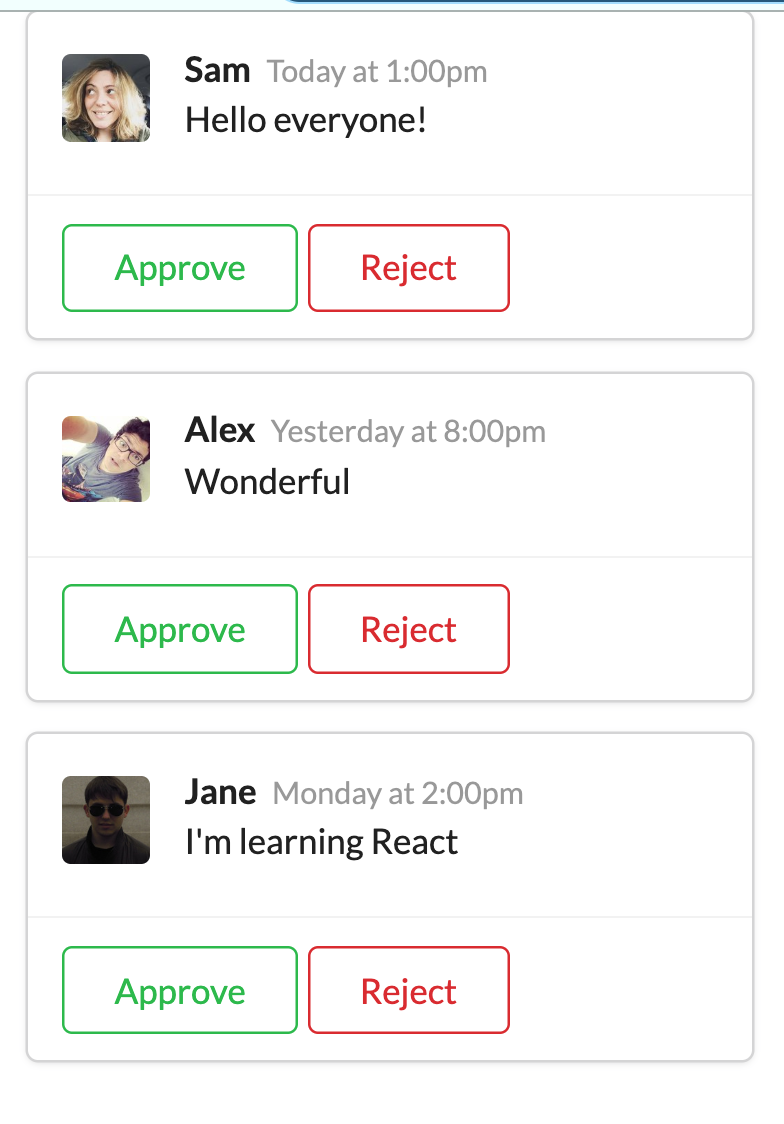 Sam Today at 1:00pm
Hello everyone!
Approve Reject
Alex Yesterday at 8:00pm
Wonderful
Approve Reject
Jane Monday at 2:00pm
I'm learning React
Approve Reject